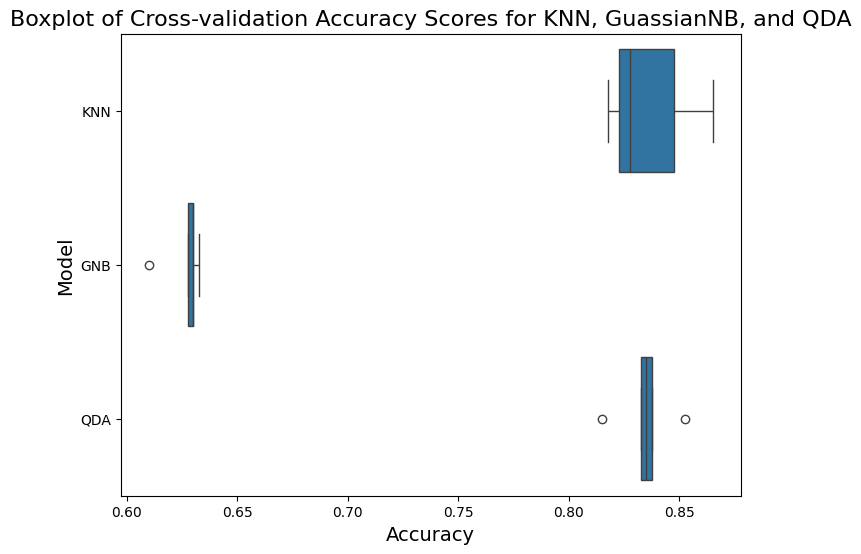 Boxplot of Cross-validation Accuracy Scores for KNN, GuassianNB, and QDA
KNN
GNB
QDA
Model
0.60 0.65 0.70 0.75 0.80 0.85
Accuracy